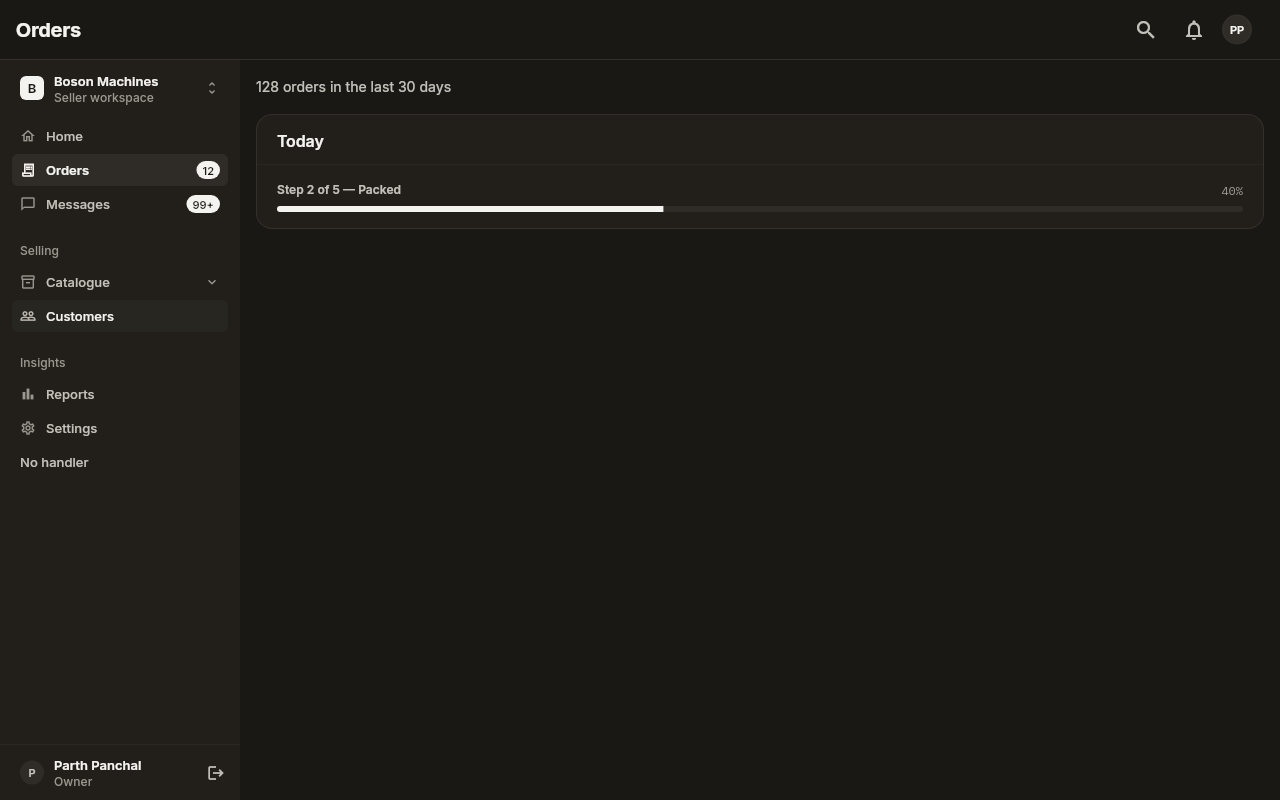 Orders
PP
B
Boson Machines
Seller workspace
Home
Orders
12
Messages
99+
Selling
Catalogue
Customers
Insights
Reports
Settings
No handler
P
Parth Panchal
Owner
128 orders in the last 30 days
Today
Step 2 of 5 — Packed
40%